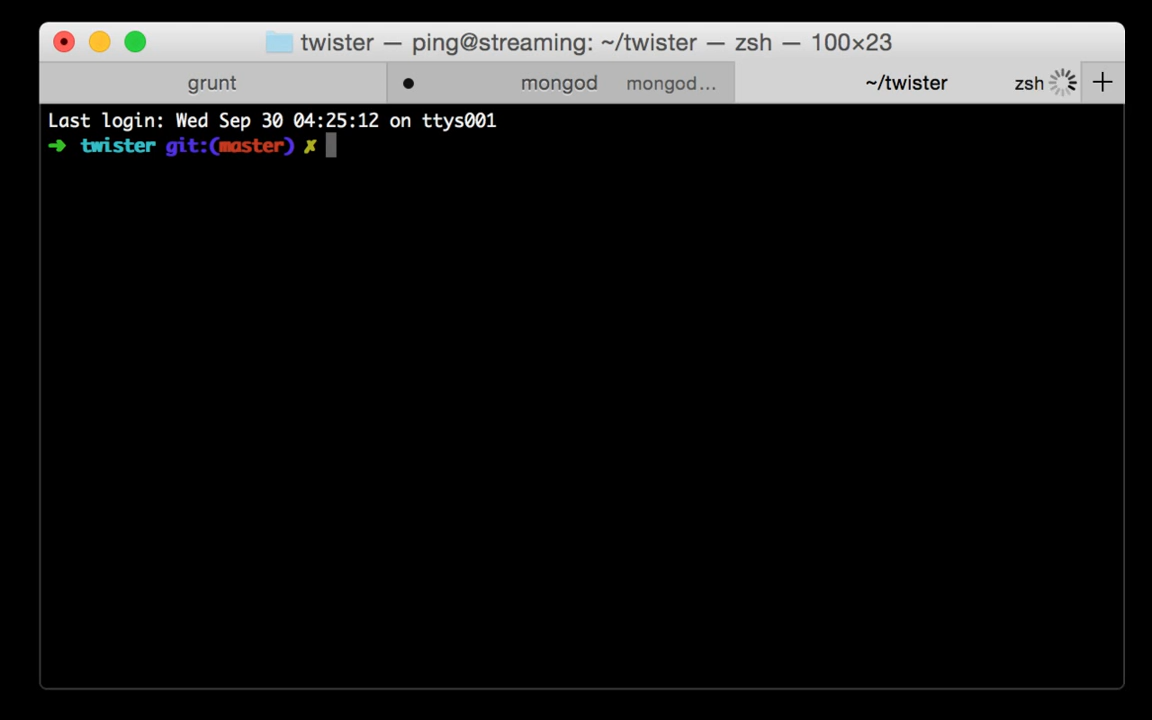 twister — ping@streaming: ~/twister — zsh — 100×23
grunt
● mongod mongod...
~/twister zsh
+
Last login: Wed Sep 30 04:25:12 on ttys001
➜ twister git:(master) ✗